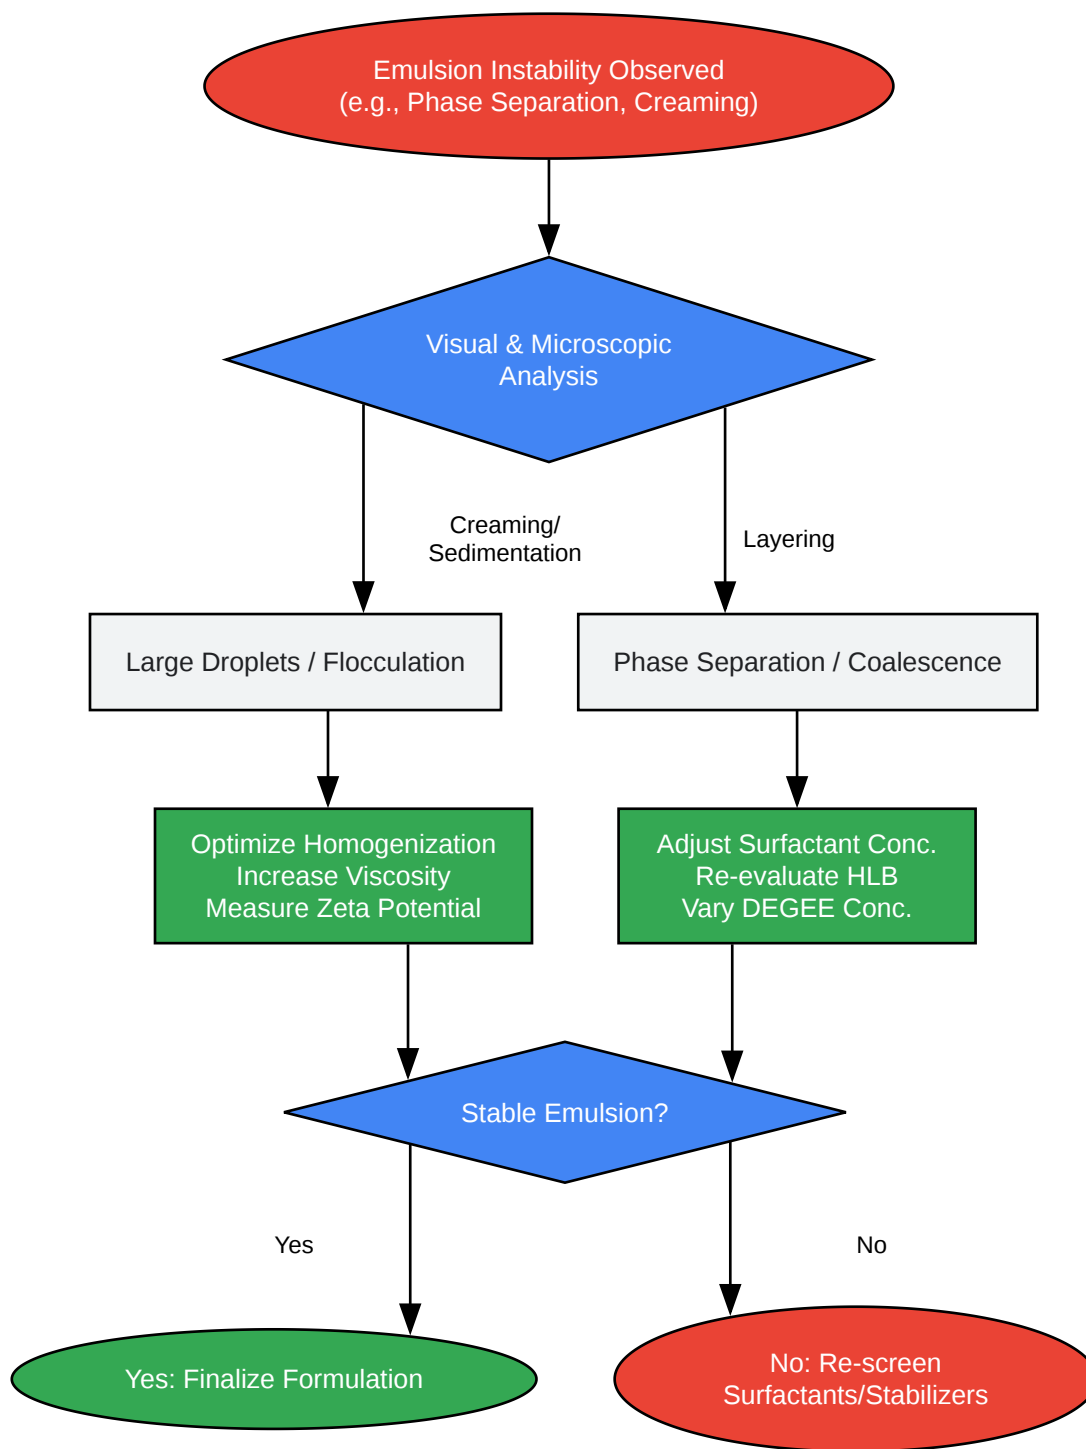 Emulsion Instability Observed
(e.g., Phase Separation, Creaming)
Visual & Microscopic
Analysis
Creaming/
Sedimentation
Layering
Large Droplets / Flocculation
Phase Separation / Coalescence
Optimize Homogenization
Increase Viscosity
Measure Zeta Potential
Adjust Surfactant Conc.
Re-evaluate HLB
Vary DEGEE Conc.
Stable Emulsion?
Yes
No
Yes: Finalize Formulation
No: Re-screen
Surfactants/Stabilizers